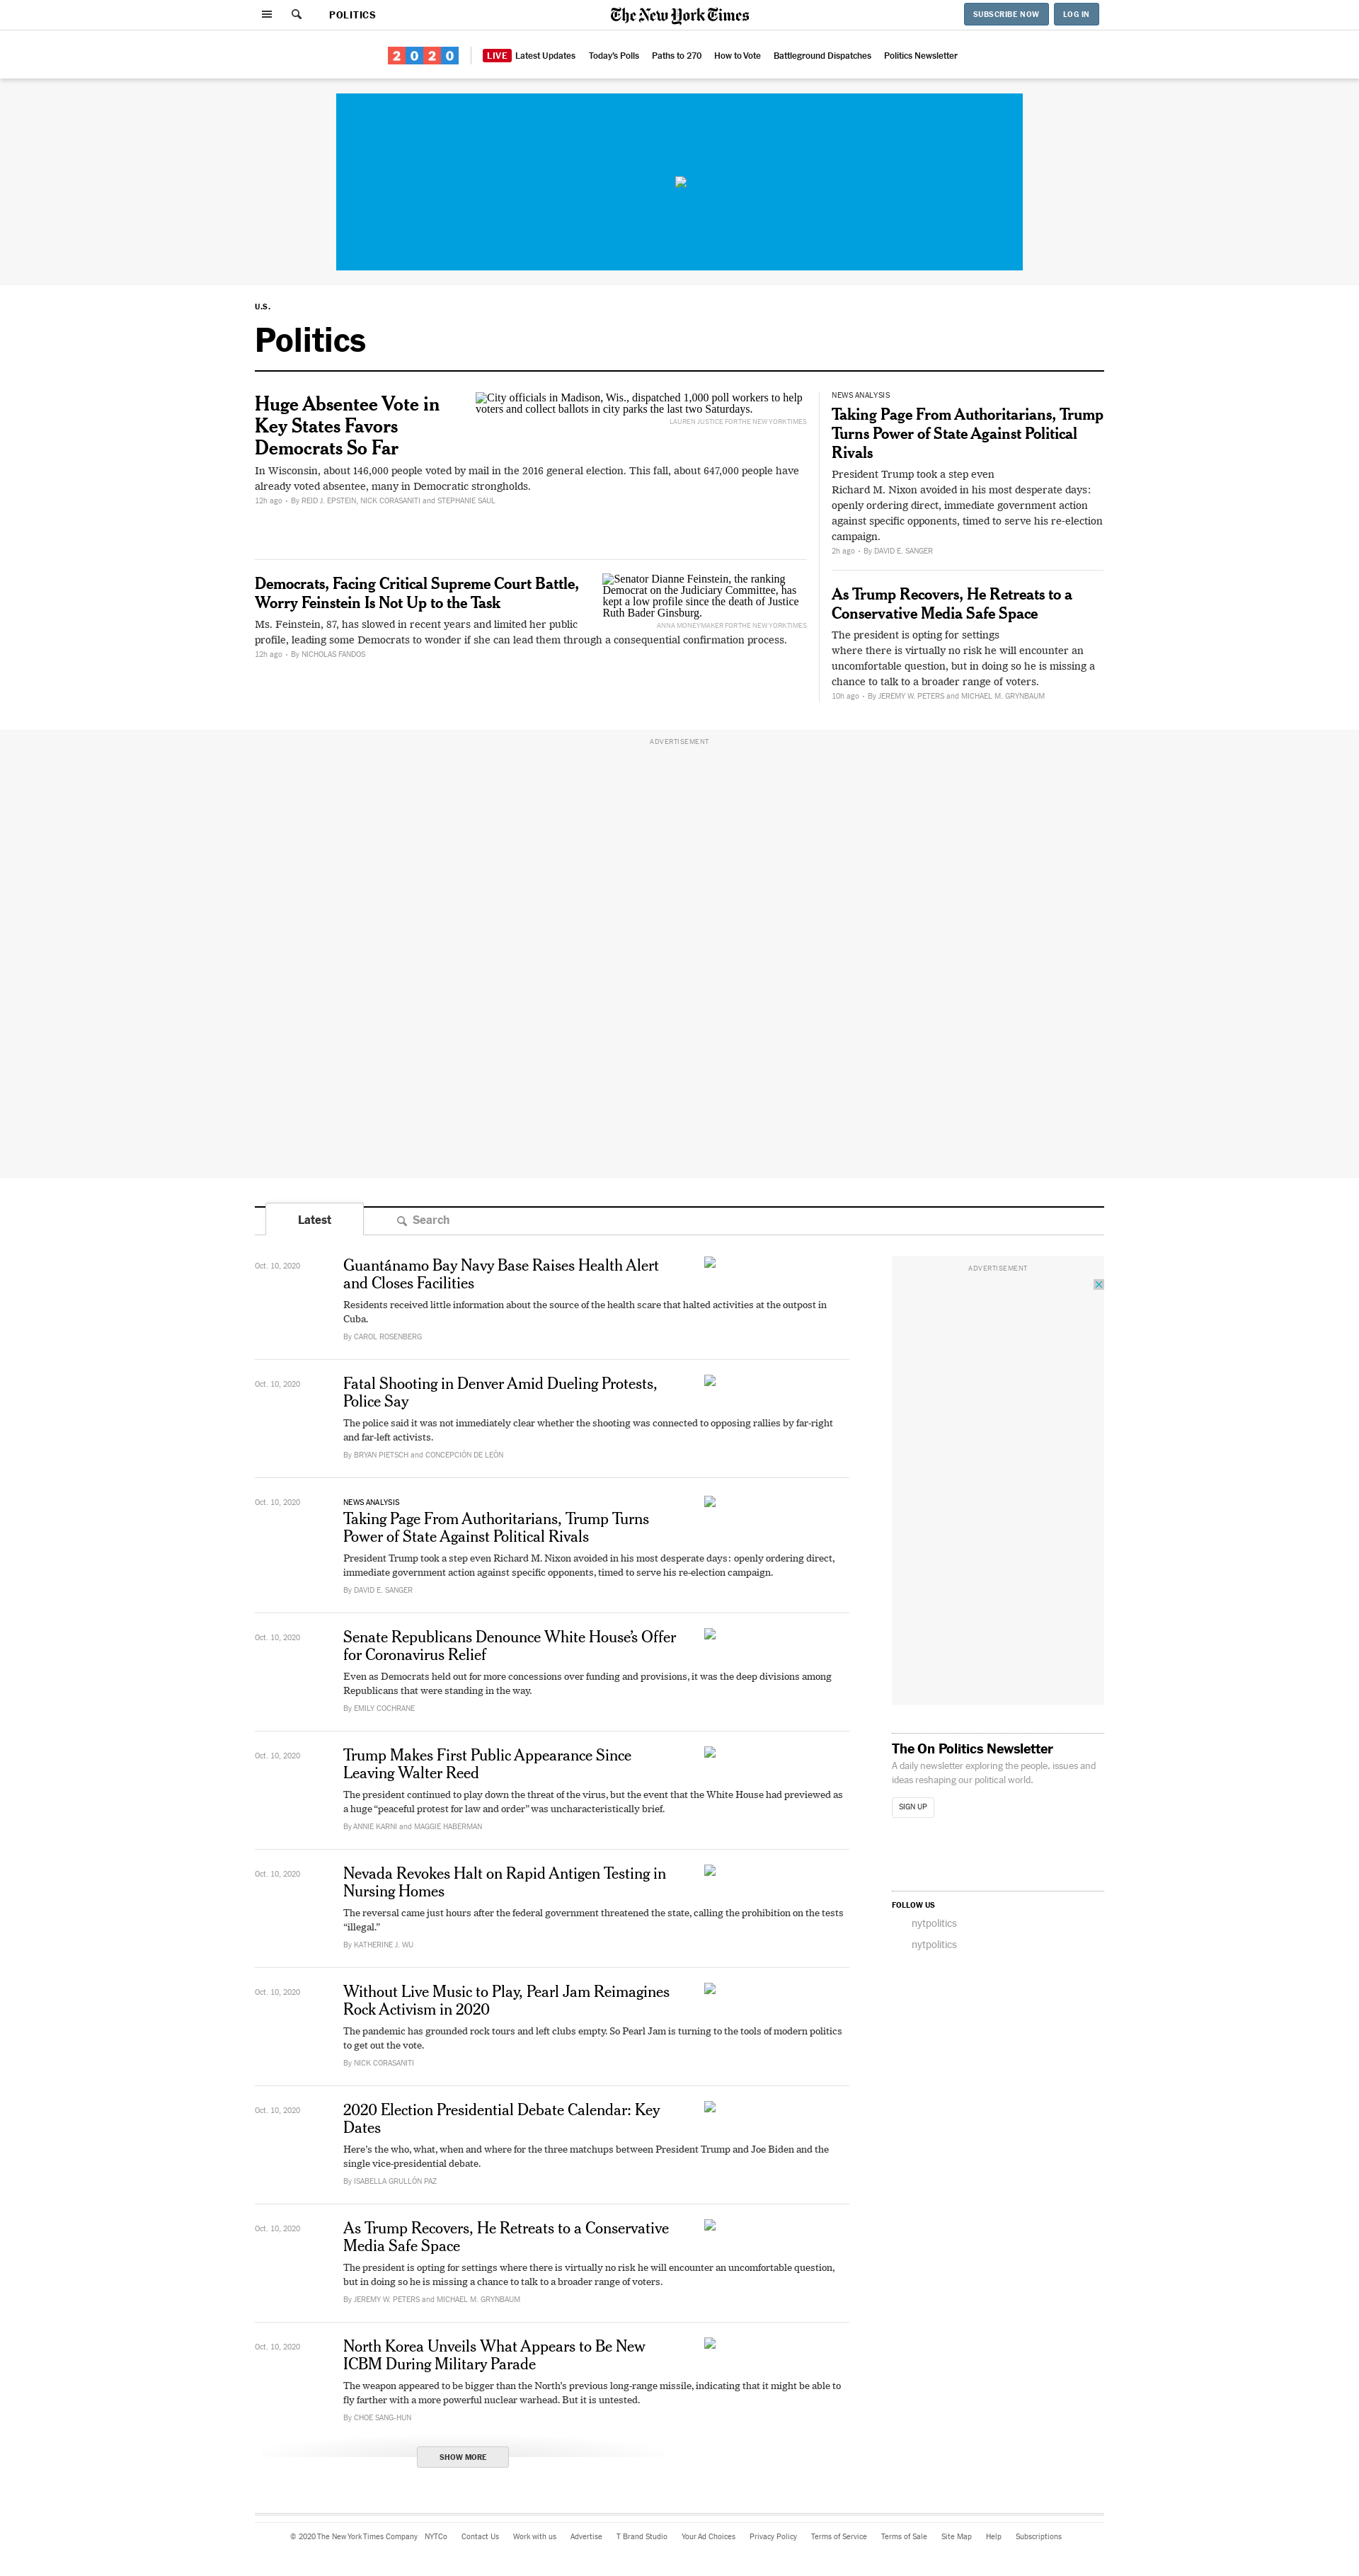 POLITICS
The New York Times
SUBSCRIBE NOW
LOG IN
2020
LIVE Latest Updates Today's Polls Paths to 270 How to Vote Battleground Dispatches Politics Newsletter
U.S.
Politics
Huge Absentee Vote in
Key States Favors
Democrats So Far
City officials in Madison, Wis., dispatched 1,000 poll workers to help
voters and collect ballots in city parks the last two Saturdays.
LAUREN JUSTICE FOR THE NEW YORK TIMES
In Wisconsin, about 146,000 people voted by mail in the 2016 general election. This fall, about 647,000 people have
already voted absentee, many in Democratic strongholds.
12h ago • By REID J. EPSTEIN, NICK CORASANITI and STEPHANIE SAUL
Democrats, Facing Critical Supreme Court Battle,
Worry Feinstein Is Not Up to the Task
Senator Dianne Feinstein, the ranking
Democrat on the Judiciary Committee, has
kept a low profile since the death of Justice
Ruth Bader Ginsburg.
ANNA MONEYMAKER FOR THE NEW YORK TIMES
Ms. Feinstein, 87, has slowed in recent years and limited her public
profile, leading some Democrats to wonder if she can lead them through a consequential confirmation process.
12h ago • By NICHOLAS FANDOS
NEWS ANALYSIS
Taking Page From Authoritarians, Trump
Turns Power of State Against Political
Rivals
President Trump took a step even
Richard M. Nixon avoided in his most desperate days:
openly ordering direct, immediate government action
against specific opponents, timed to serve his re-election
campaign.
2h ago • By DAVID E. SANGER
As Trump Recovers, He Retreats to a
Conservative Media Safe Space
The president is opting for settings
where there is virtually no risk he will encounter an
uncomfortable question, but in doing so he is missing a
chance to talk to a broader range of voters.
10h ago • By JEREMY W. PETERS and MICHAEL M. GRYNBAUM
ADVERTISEMENT
Latest
Search
Oct. 10, 2020
Guantánamo Bay Navy Base Raises Health Alert
and Closes Facilities
Residents received little information about the source of the health scare that halted activities at the outpost in
Cuba.
By CAROL ROSENBERG
Oct. 10, 2020
Fatal Shooting in Denver Amid Dueling Protests,
Police Say
The police said it was not immediately clear whether the shooting was connected to opposing rallies by far-right
and far-left activists.
By BRYAN PIETSCH and CONCEPCIÓN DE LEÓN
Oct. 10, 2020
NEWS ANALYSIS
Taking Page From Authoritarians, Trump Turns
Power of State Against Political Rivals
President Trump took a step even Richard M. Nixon avoided in his most desperate days: openly ordering direct,
immediate government action against specific opponents, timed to serve his re-election campaign.
By DAVID E. SANGER
Oct. 10, 2020
Senate Republicans Denounce White House’s Offer
for Coronavirus Relief
Even as Democrats held out for more concessions over funding and provisions, it was the deep divisions among
Republicans that were standing in the way.
By EMILY COCHRANE
Oct. 10, 2020
Trump Makes First Public Appearance Since
Leaving Walter Reed
The president continued to play down the threat of the virus, but the event that the White House had previewed as
a huge “peaceful protest for law and order” was uncharacteristically brief.
By ANNIE KARNI and MAGGIE HABERMAN
Oct. 10, 2020
Nevada Revokes Halt on Rapid Antigen Testing in
Nursing Homes
The reversal came just hours after the federal government threatened the state, calling the prohibition on the tests
“illegal.”
By KATHERINE J. WU
Oct. 10, 2020
Without Live Music to Play, Pearl Jam Reimagines
Rock Activism in 2020
The pandemic has grounded rock tours and left clubs empty. So Pearl Jam is turning to the tools of modern politics
to get out the vote.
By NICK CORASANITI
Oct. 10, 2020
2020 Election Presidential Debate Calendar: Key
Dates
Here’s the who, what, when and where for the three matchups between President Trump and Joe Biden and the
single vice-presidential debate.
By ISABELLA GRULLÓN PAZ
Oct. 10, 2020
As Trump Recovers, He Retreats to a Conservative
Media Safe Space
The president is opting for settings where there is virtually no risk he will encounter an uncomfortable question,
but in doing so he is missing a chance to talk to a broader range of voters.
By JEREMY W. PETERS and MICHAEL M. GRYNBAUM
Oct. 10, 2020
North Korea Unveils What Appears to Be New
ICBM During Military Parade
The weapon appeared to be bigger than the North’s previous long-range missile, indicating that it might be able to
fly farther with a more powerful nuclear warhead. But it is untested.
By CHOE SANG-HUN
SHOW MORE
ADVERTISEMENT
The On Politics Newsletter
A daily newsletter exploring the people, issues and
ideas reshaping our political world.
SIGN UP
FOLLOW US
nytpolitics
nytpolitics
© 2020 The New York Times Company NYTCo Contact Us Work with us Advertise T Brand Studio Your Ad Choices Privacy Policy Terms of Service Terms of Sale Site Map Help Subscriptions